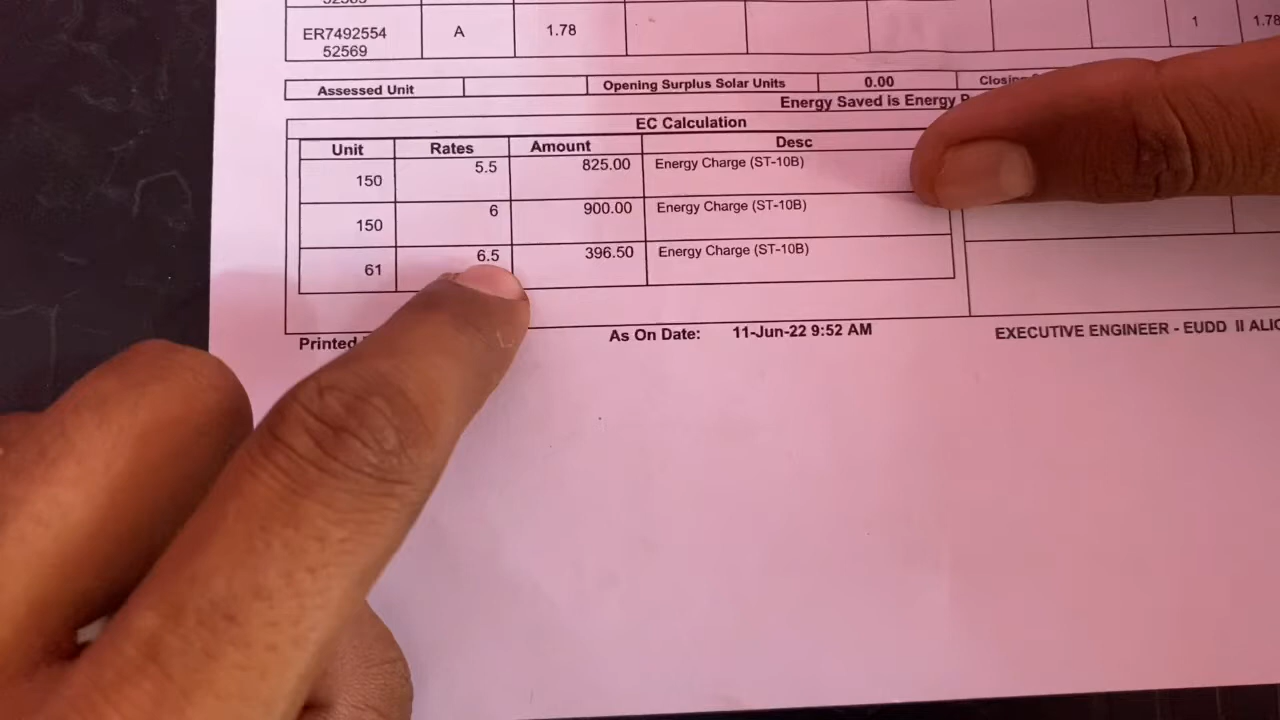 ER7492554 A 1.78 1 1.78
52569
Assessed Unit Opening Surplus Solar Units 0.00
Energy Saved is Energy
EC Calculation
Unit Rates Amount Desc
150 5.5 825.00 Energy Charge (ST-10B)
150 6 900.00 Energy Charge (ST-10B)
61 6.5 396.50 Energy Charge (ST-10B)
Printed As On Date: 11-Jun-22 9:52 AM EXECUTIVE ENGINEER - EUDD II